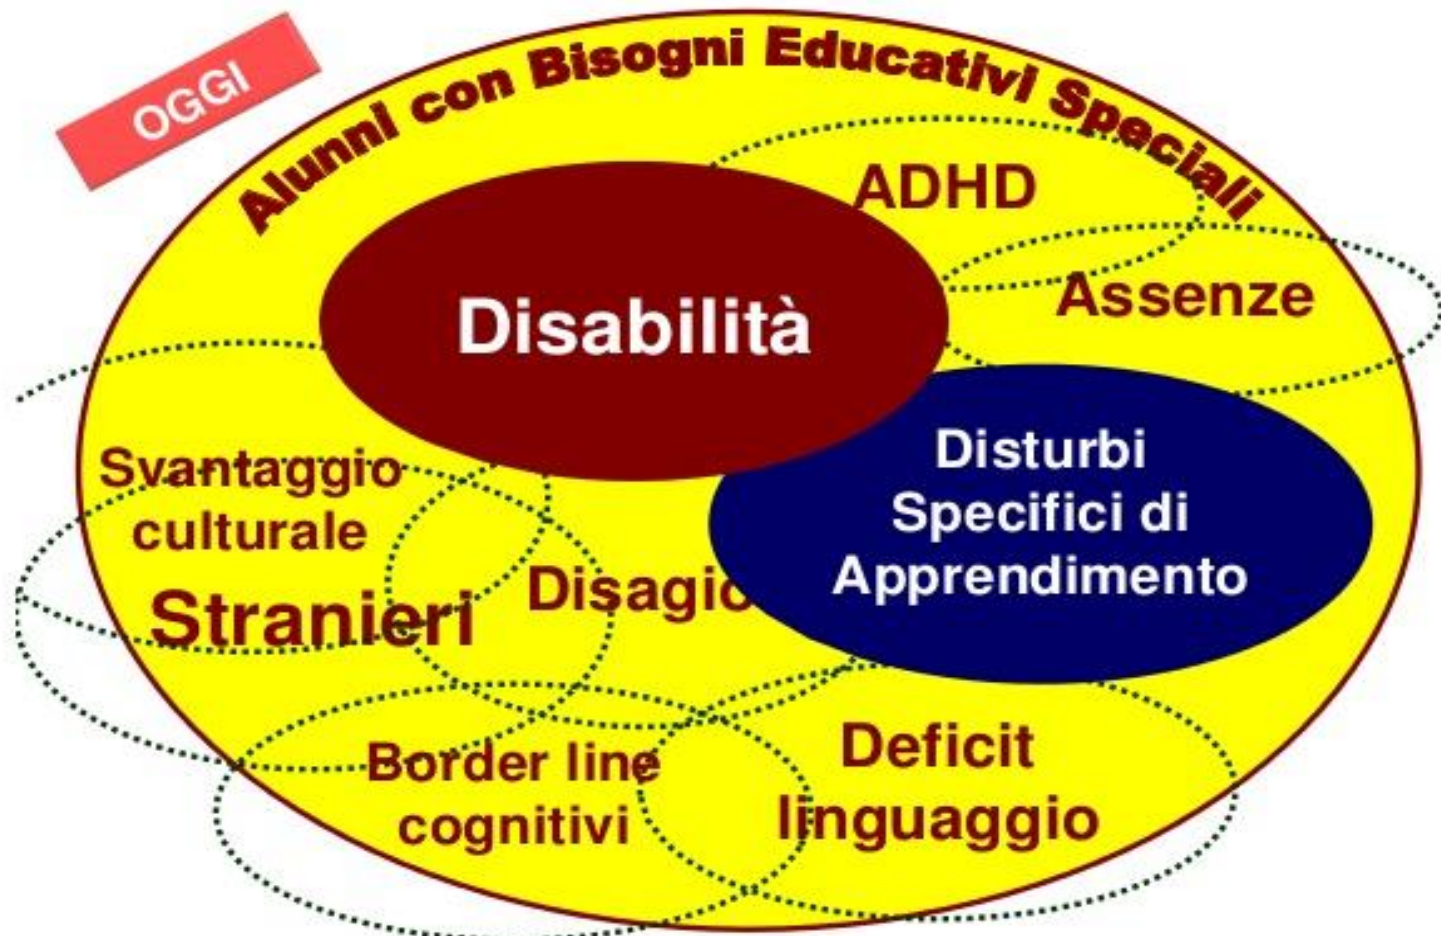 OGGI
Alunni con Bisogni Educativi Speciali
ADHD
Assenze
Disabilità
Disturbi
Specifici di
Apprendimento
Svantaggio
culturale
Stranieri
Disagio
Border line
cognitivi
Deficit
linguaggio